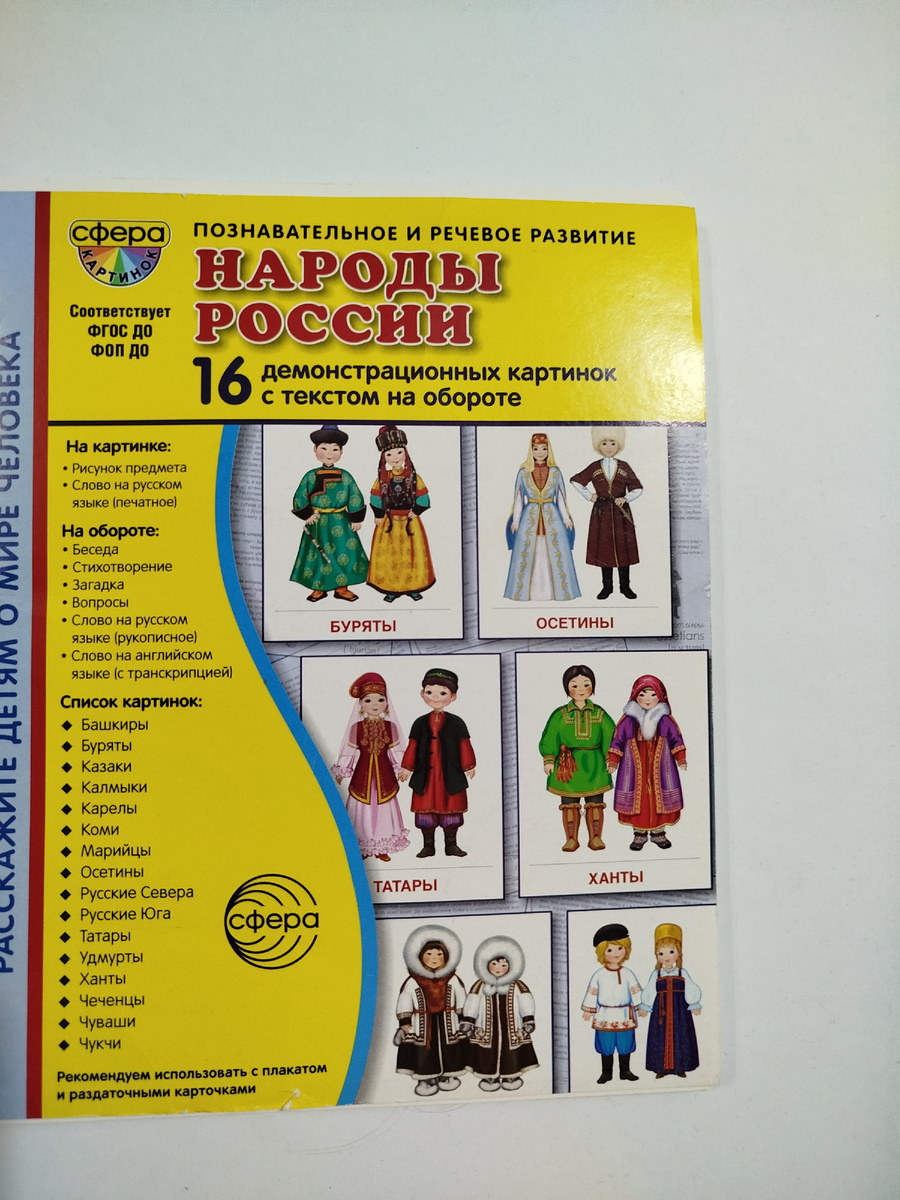 РАССКАЖИТЕ ДЕТЯМ О МИРЕ ЧЕЛОВЕКА
сфера
КАРТИНОК
Соответствует
ФГОС ДО
ФОП ДО
ПОЗНАВАТЕЛЬНОЕ И РЕЧЕВОЕ РАЗВИТИЕ
НАРОДЫ
РОССИИ
16 демонстрационных картинок
с текстом на обороте
На картинке:
• Рисунок предмета
• Слово на русском
языке (печатное)
На обороте:
• Беседа
• Стихотворение
• Загадка
• Вопросы
• Слово на русском
языке (рукописное)
• Слово на английском
языке (с транскрипцией)
Список картинок:
◆ Башкиры
◆ Буряты
◆ Казаки
◆ Калмыки
◆ Карелы
◆ Коми
◆ Марийцы
◆ Осетины
◆ Русские Севера
◆ Русские Юга
◆ Татары
◆ Удмурты
◆ Ханты
◆ Чеченцы
◆ Чуваши
◆ Чукчи
Рекомендуем использовать с плакатом
и раздаточными карточками
сфера
БУРЯТЫ
ОСЕТИНЫ
ТАТАРЫ
ХАНТЫ